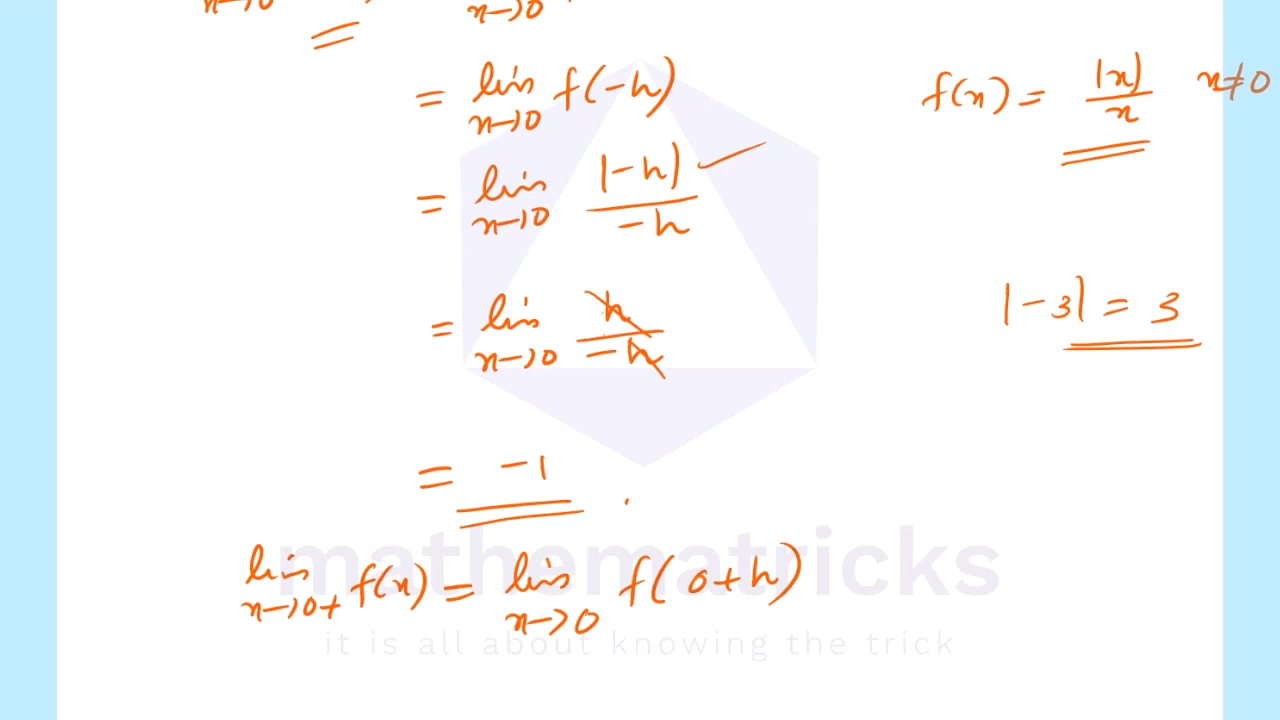 = lim f(-h)
x→0
f(x) = |x|/x x≠0
= lim |-h|/-h
x→0
= lim h/-h
x→0
|-3| = 3
= -1
lim f(x) = lim f(0+h)
x→0+ x→0
mathematricks
it is all about knowing the trick